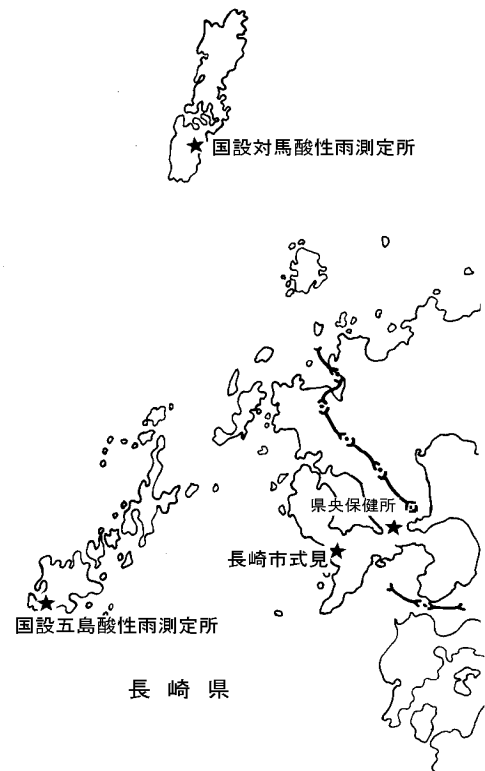 国設対馬酸性雨測定所
県央保健所
長崎市式見
国設五島酸性雨測定所
長崎県